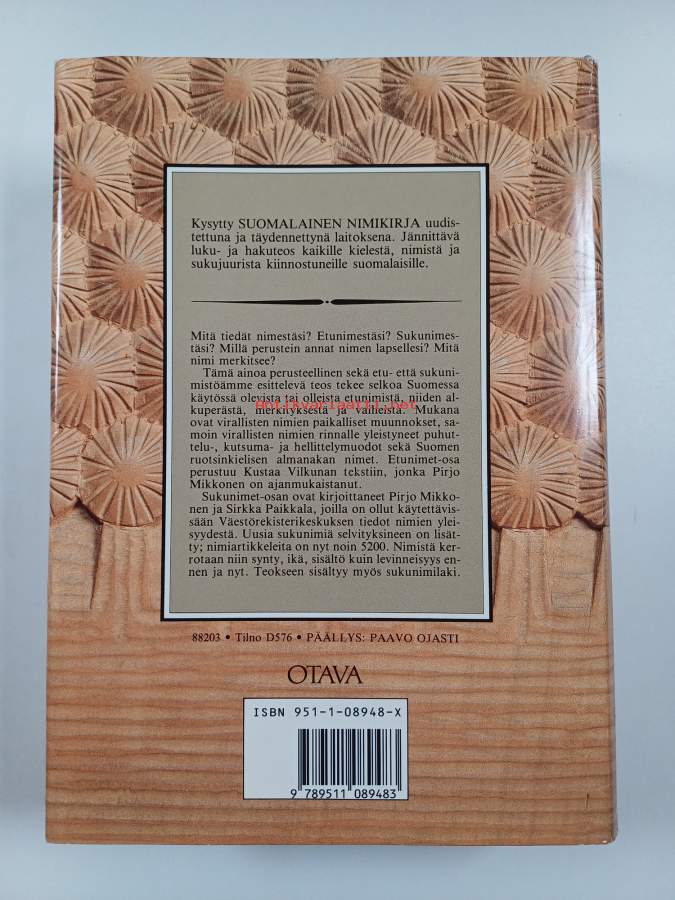 Kysytty SUOMALAINEN NIMIKIRJA uudis-
tettuna ja täydennettynä laitoksena. Jännittävä
luku- ja hakuteos kaikille kielestä, nimistä ja
sukujuurista kiinnostuneille suomalaisille.
Mitä tiedät nimestäsi? Etunimestäsi? Sukunimes-
täsi? Millä perustein annat nimen lapsellesi? Mitä
nimi merkitsee?
Tämä ainoa perusteellinen sekä etu- että sukuni-
mistöämme esittelevä teos tekee selkoa Suomessa
käytössä olevista tai olleista etunimistä, niiden al-
kuperästä, merkityksestä ja vaiheista. Mukana
ovat virallisten nimien paikalliset muunnokset, sa-
moin virallisten nimien rinnalle yleistyneet puhut-
telu-, kutsuma- ja hellittelymuodot sekä Suomen
ruotsinkielisen almanakan nimet. Etunimet-osa
perustuu Kustaa Vilkunan tekstiin, jonka Pirjo
Mikkonen on ajanmukaistanut.
Sukunimet-osan ovat kirjoittaneet Pirjo Mikko-
nen ja Sirkka Paikkala, joilla on ollut käytettävis-
sään Väestörekisterikeskuksen tiedot nimien ylei-
syydestä. Uusia sukunimiä selvityksineen on lisät-
ty; nimiartikkeleita on nyt noin 5200. Nimistä ker-
rotaan niin synty, ikä, sisältö kuin levinneisyys en-
nen ja nyt. Teokseen sisältyy myös sukunimilaki.
antikvariaatti.net
88203 • Tilno D576 • PÄÄLLYS: PAAVO OJASTI
OTAVA
ISBN 951-1-08948-X
9 789511 089483